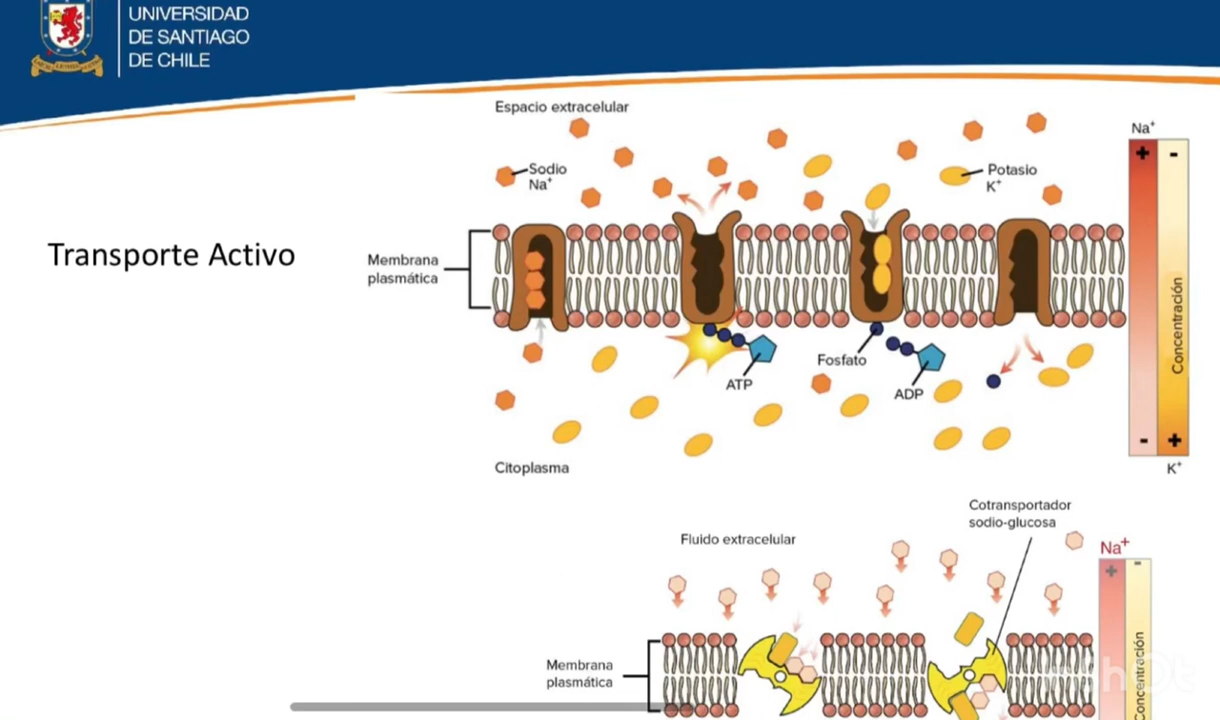 UNIVERSIDAD
DE SANTIAGO
DE CHILE
Transporte Activo
Espacio extracelular
Sodio
Na⁺
Potasio
K⁺
Na⁺
+ -
Membrana
plasmática
Concentración
Fosfato
ATP
ADP
- +
K⁺
Citoplasma
Cotransportador
sodio-glucosa
Fluido extracelular
Na⁺
+ -
Membrana
plasmática
Concentración